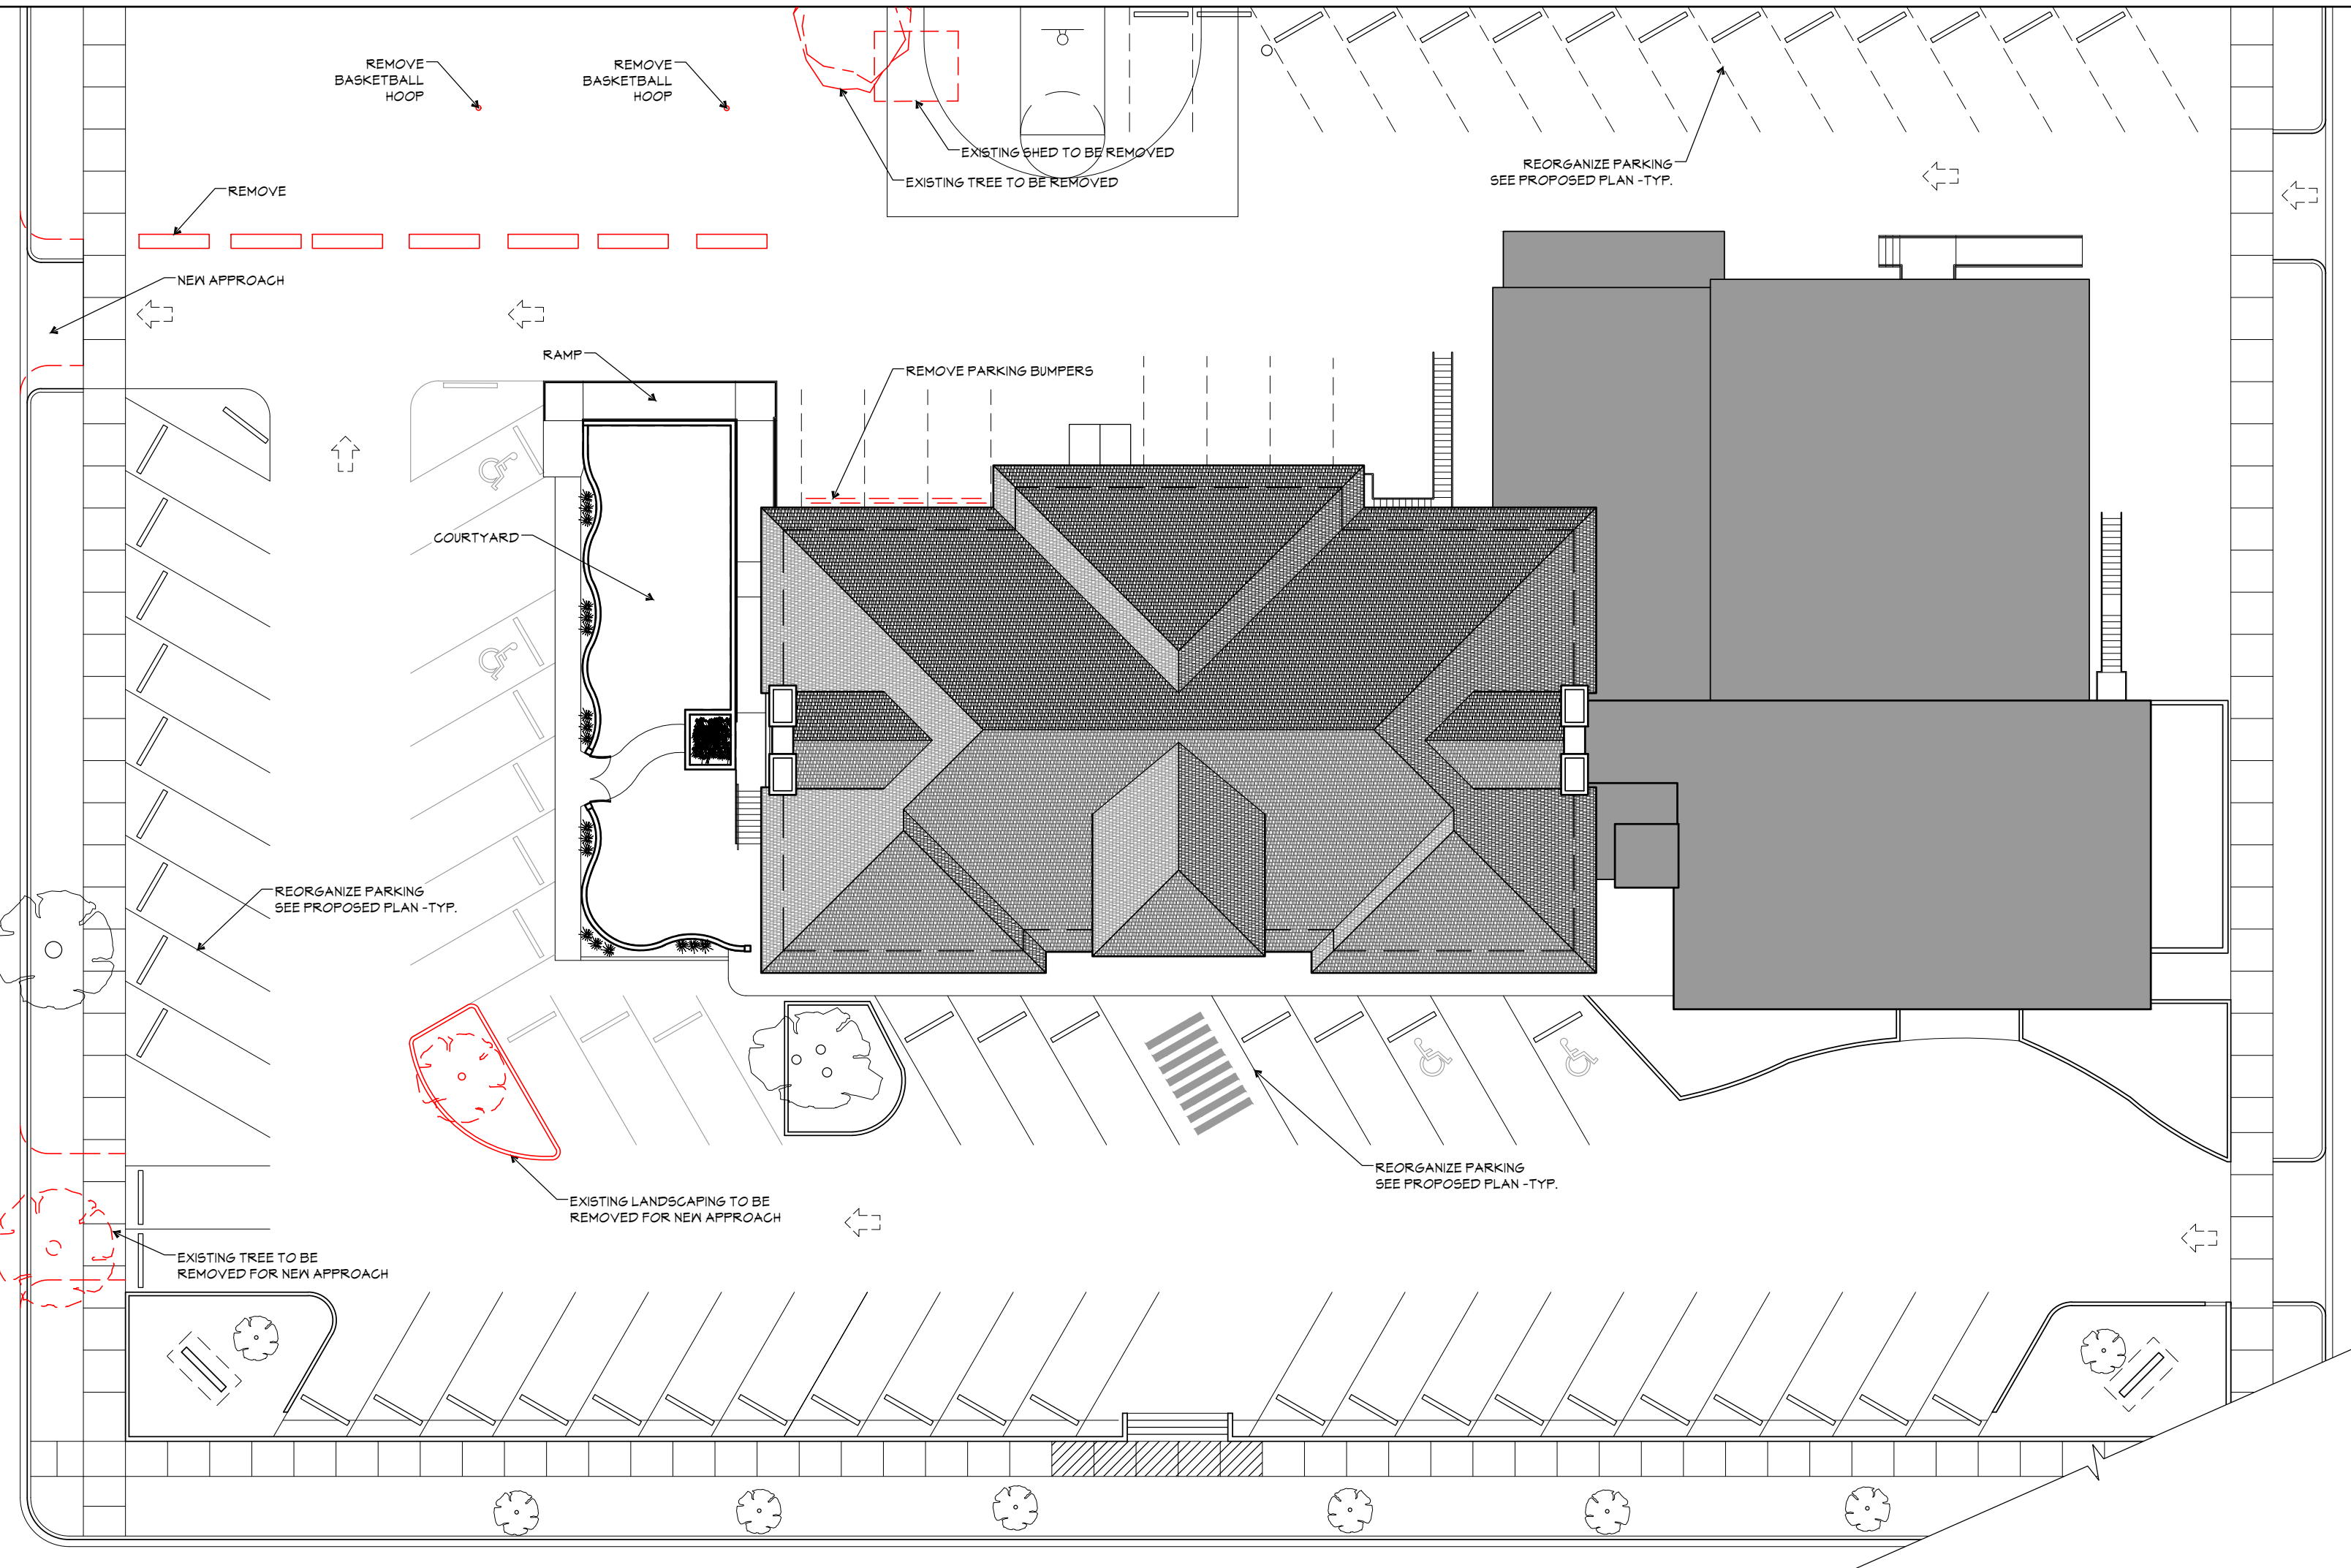 REMOVE
BASKETBALL
HOOP
REMOVE
BASKETBALL
HOOP
EXISTING SHED TO BE REMOVED
EXISTING TREE TO BE REMOVED
REORGANIZE PARKING
SEE PROPOSED PLAN -TYP.
REMOVE
NEW APPROACH
RAMP
REMOVE PARKING BUMPERS
COURTYARD
REORGANIZE PARKING
SEE PROPOSED PLAN -TYP.
REORGANIZE PARKING
SEE PROPOSED PLAN -TYP.
EXISTING LANDSCAPING TO BE
REMOVED FOR NEW APPROACH
EXISTING TREE TO BE
REMOVED FOR NEW APPROACH